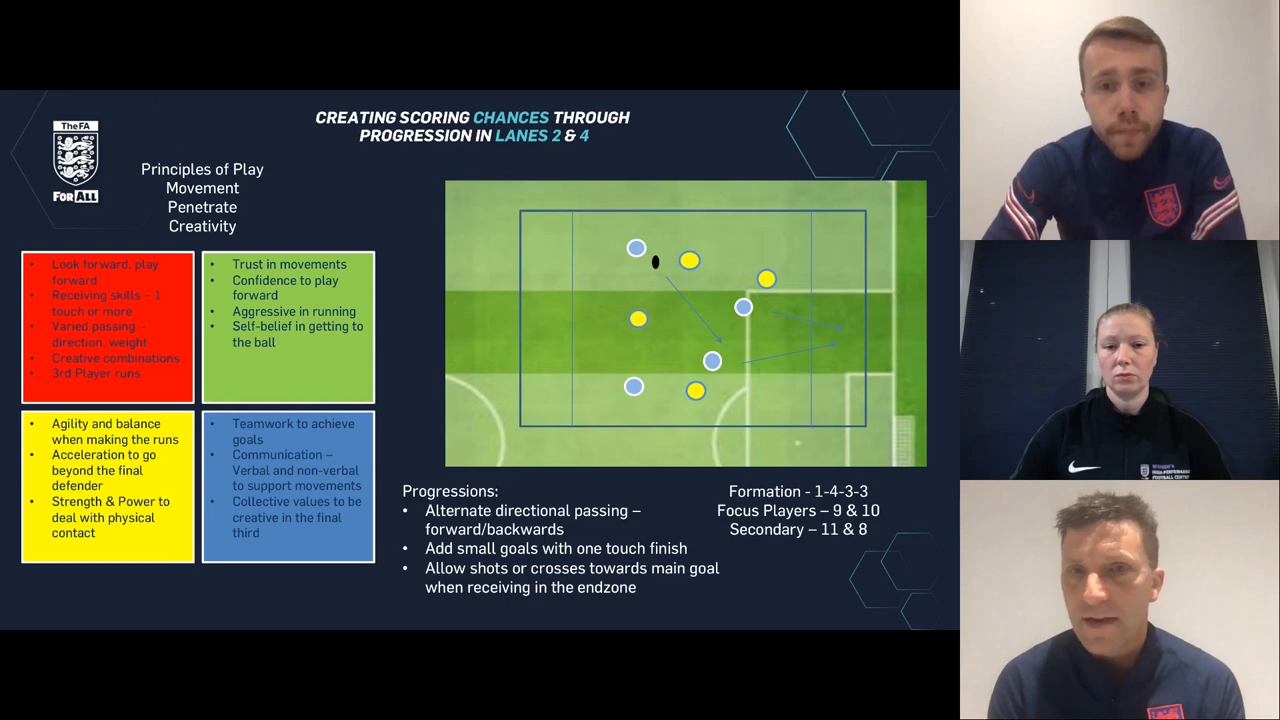 CREATING SCORING CHANCES THROUGH
PROGRESSION IN LANES 2 & 4
The FA
FOR ALL
Principles of Play
Movement
Penetrate
Creativity
• Look forward, play
forward
• Receiving skills – 1
touch or more
• Varied passing -
direction, weight
• Creative combinations
• 3rd Player runs
• Trust in movements
• Confidence to play
forward
• Aggressive in running
• Self-belief in getting to
the ball
• Agility and balance
when making the runs
• Acceleration to go
beyond the final
defender
• Strength & Power to
deal with physical
contact
• Teamwork to achieve
goals
• Communication –
Verbal and non-verbal
to support movements
• Collective values to be
creative in the final
third
Progressions:
• Alternate directional passing –
forward/backwards
• Add small goals with one touch finish
• Allow shots or crosses towards main goal
when receiving in the endzone
Formation - 1-4-3-3
Focus Players – 9 & 10
Secondary – 11 & 8